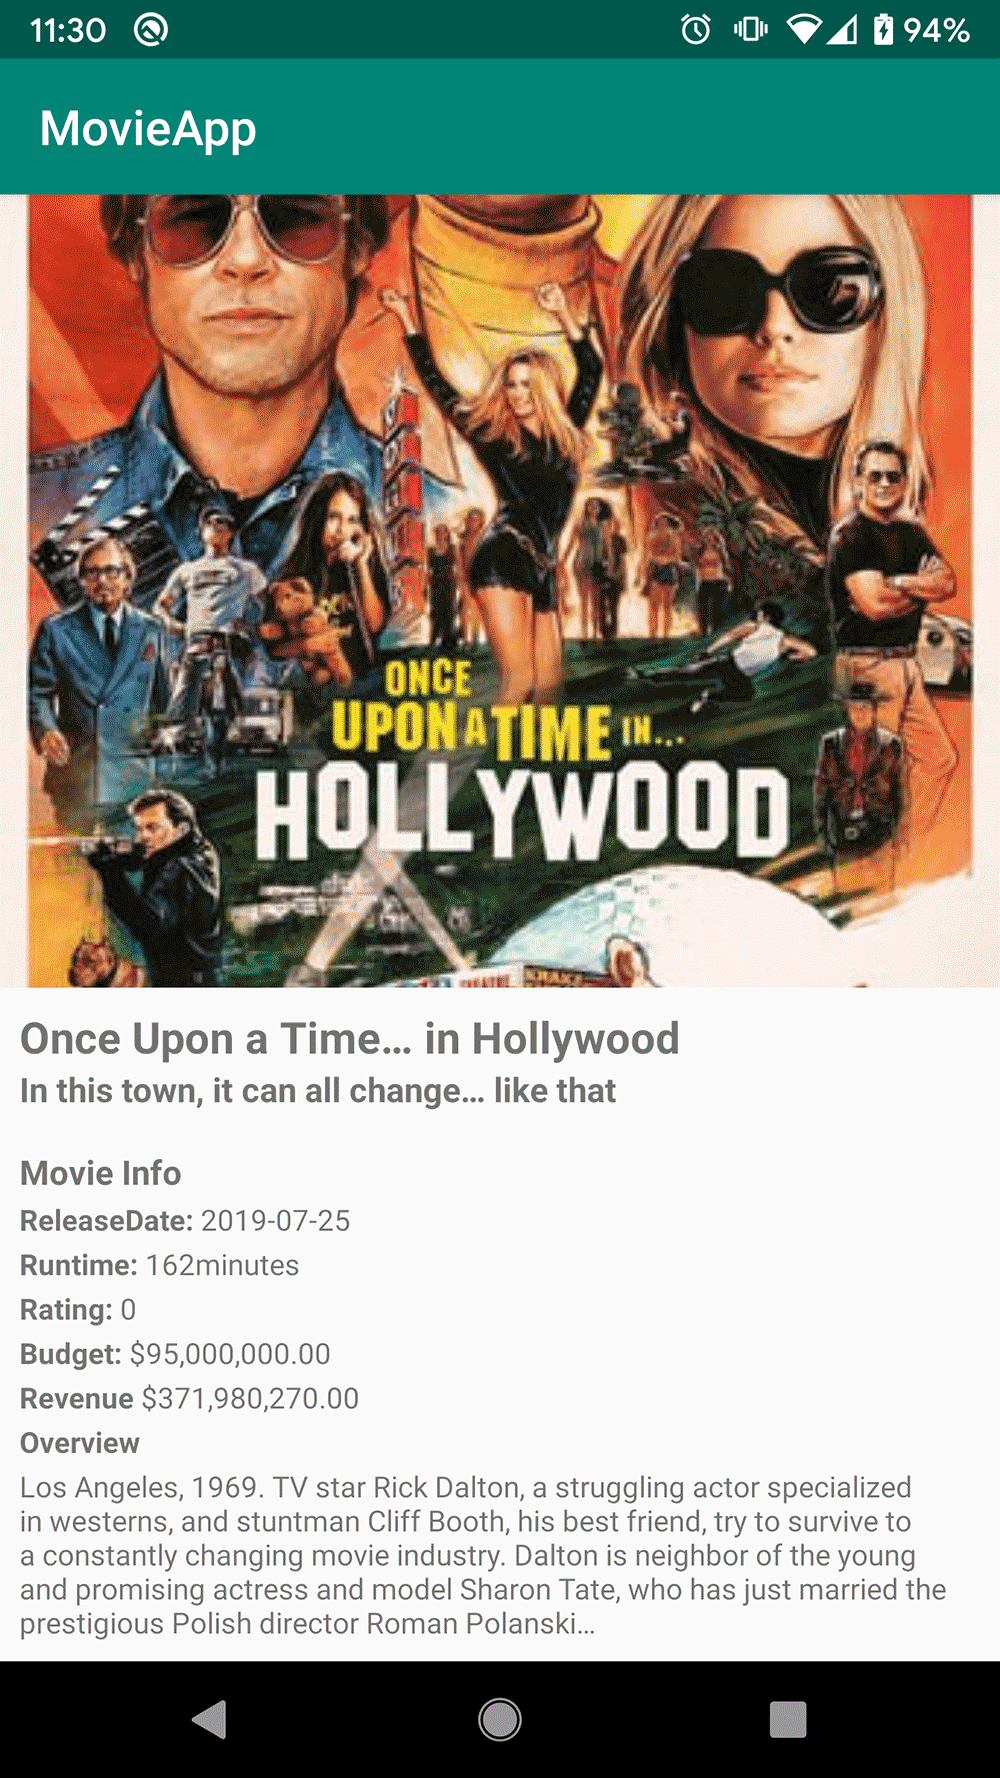 11:30
94%
MovieApp
ONCE
UPON A TIME IN...
HOLLYWOOD
Once Upon a Time… in Hollywood
In this town, it can all change… like that
Movie Info
ReleaseDate: 2019-07-25
Runtime: 162minutes
Rating: 0
Budget: $95,000,000.00
Revenue $371,980,270.00
Overview
Los Angeles, 1969. TV star Rick Dalton, a struggling actor specialized
in westerns, and stuntman Cliff Booth, his best friend, try to survive to
a constantly changing movie industry. Dalton is neighbor of the young
and promising actress and model Sharon Tate, who has just married the
prestigious Polish director Roman Polanski…